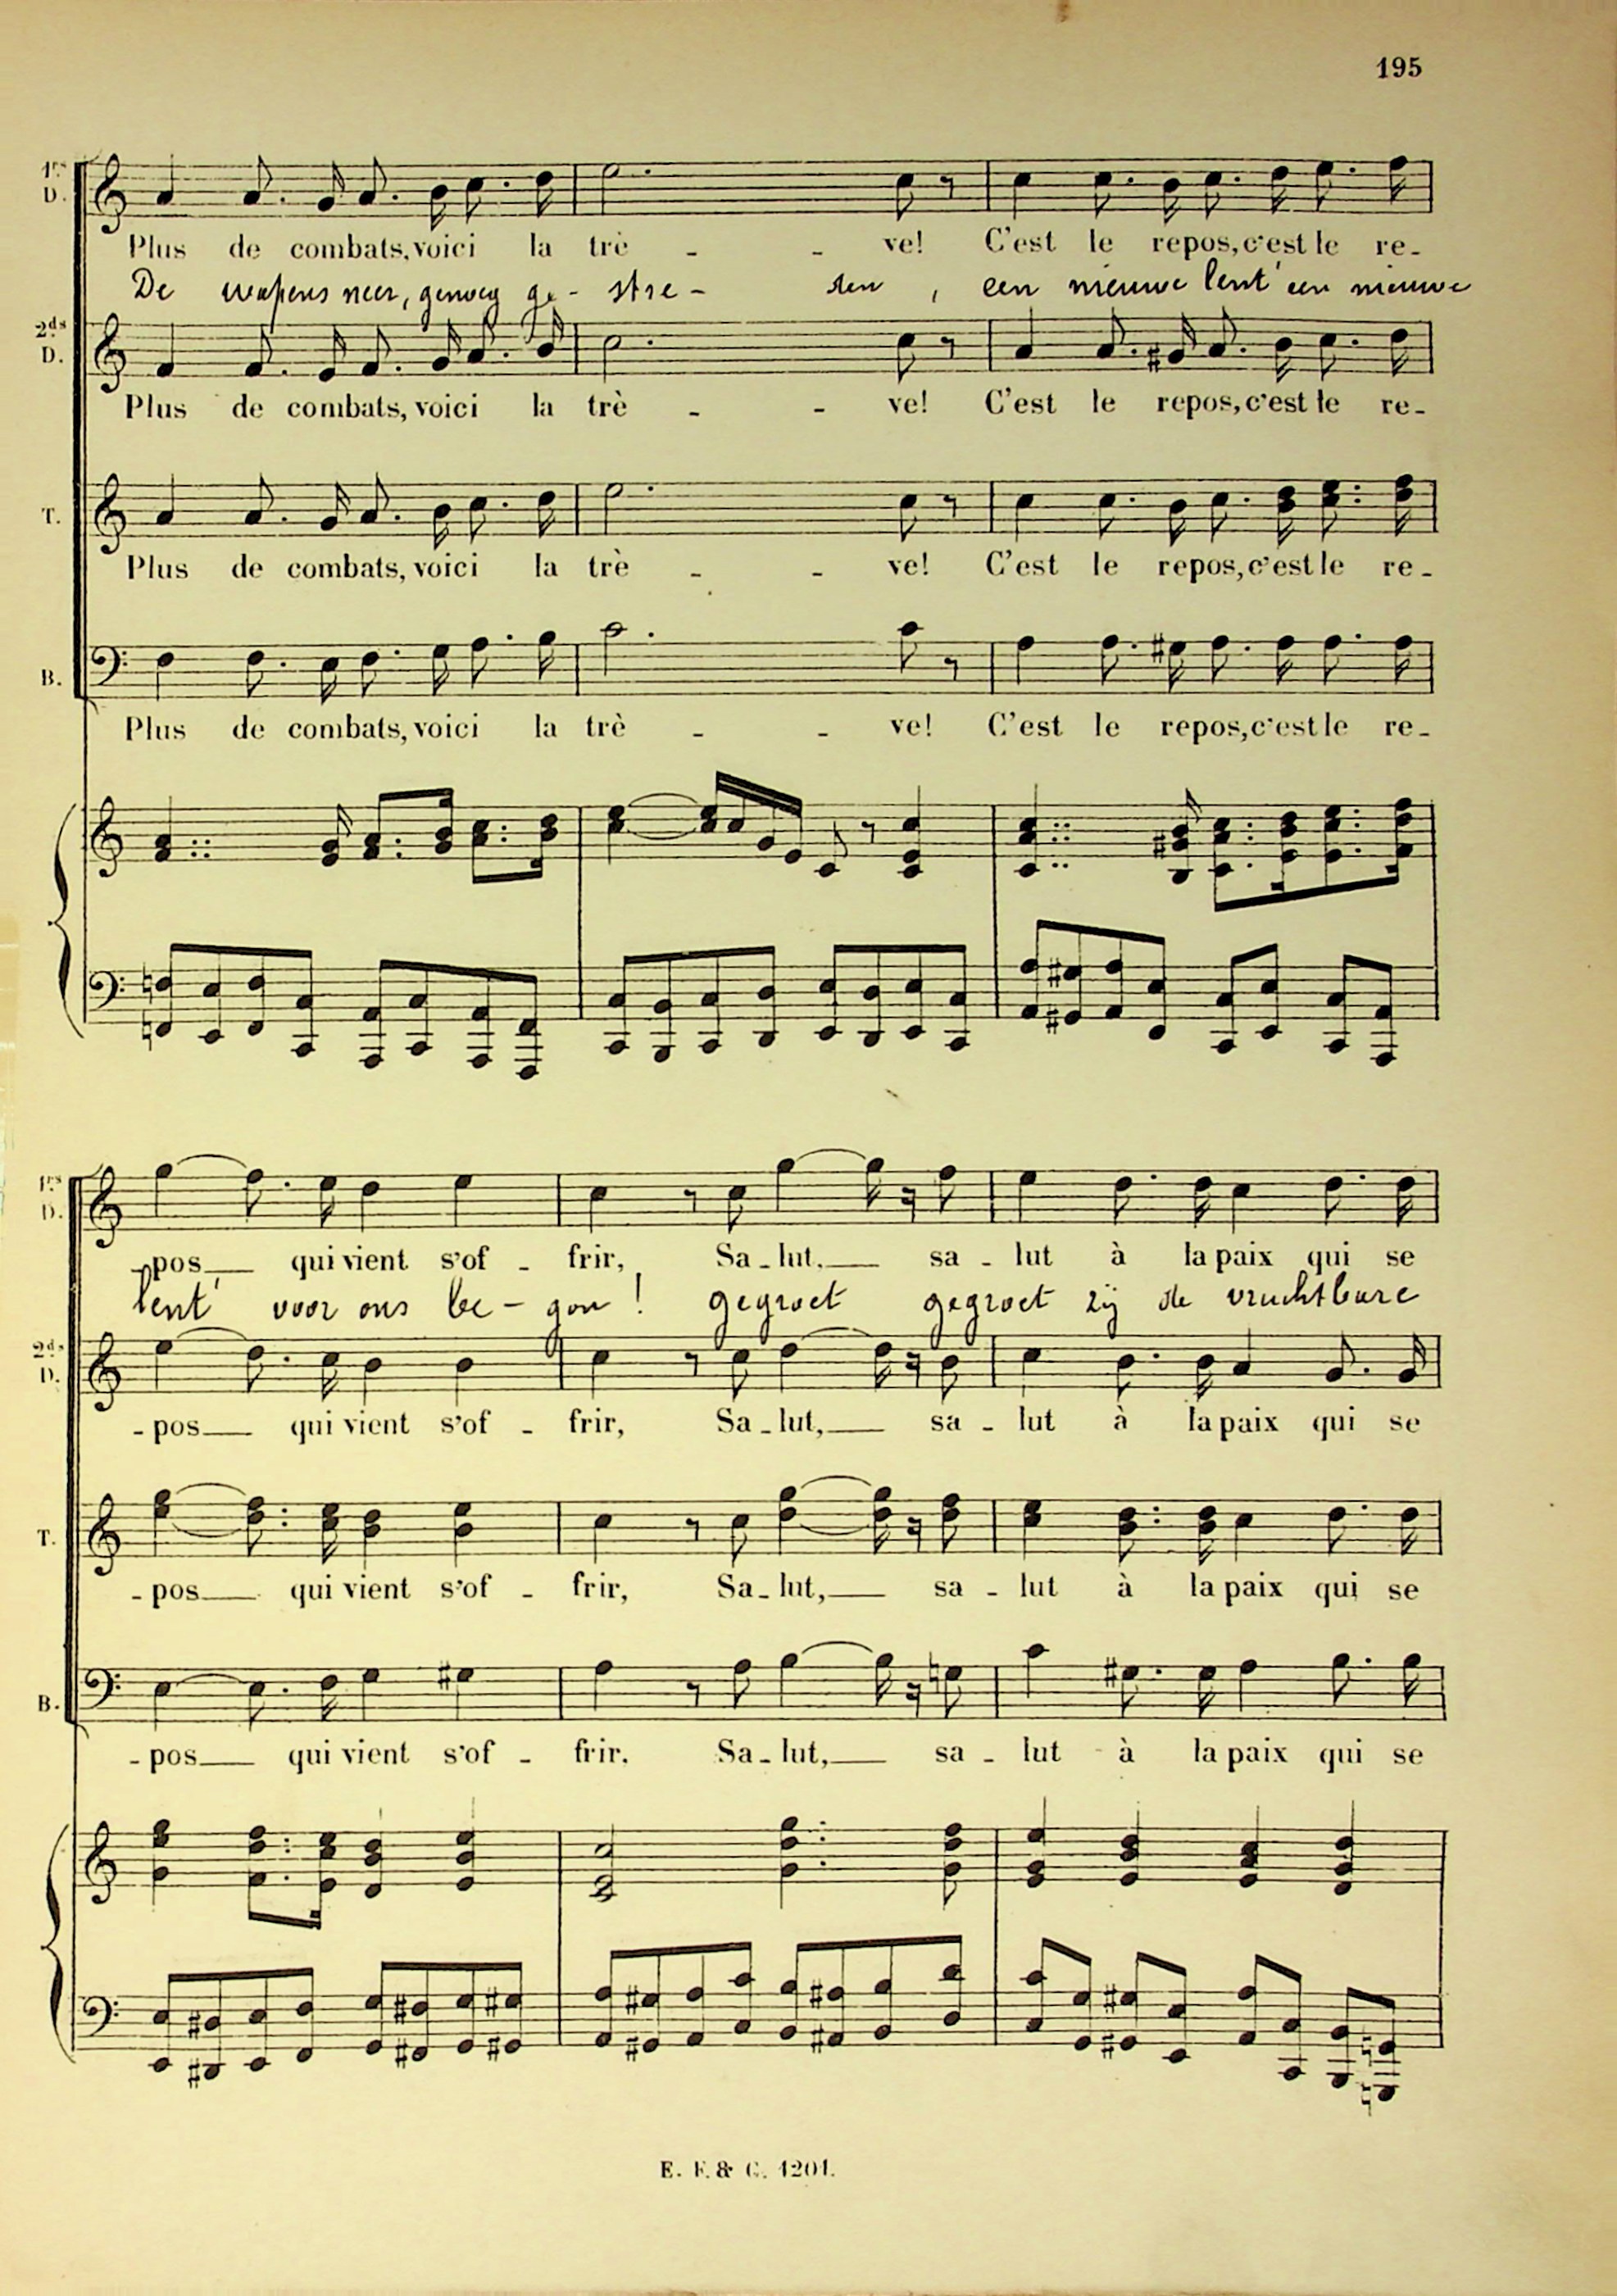 195
1rs D.
Plus de combats, voici la trè - - ve! C'est le repos, c'est le re-
De wapens neer, genoeg ge- stre- den , een nieuwe lent' een nieuwe
2ds D.
Plus de combats, voici la trè - - ve! C'est le repos, c'est le re-
T.
Plus de combats, voici la trè - - ve! C'est le repos, c'est le re-
B.
Plus de combats, voici la trè - - ve! C'est le repos, c'est le re-
1rs D.
-pos qui vient s'of - frir, Sa - lut, sa - lut à la paix qui se
lent' voor ons be - gon ! gegroet gegroet zij de vruchtbare
2ds D.
-pos qui vient s'of - frir, Sa - lut, sa - lut à la paix qui se
T.
-pos qui vient s'of - frir, Sa - lut, sa - lut à la paix qui se
B.
-pos qui vient s'of - frir, Sa - lut, sa - lut à la paix qui se
E. F. & C. 1201.